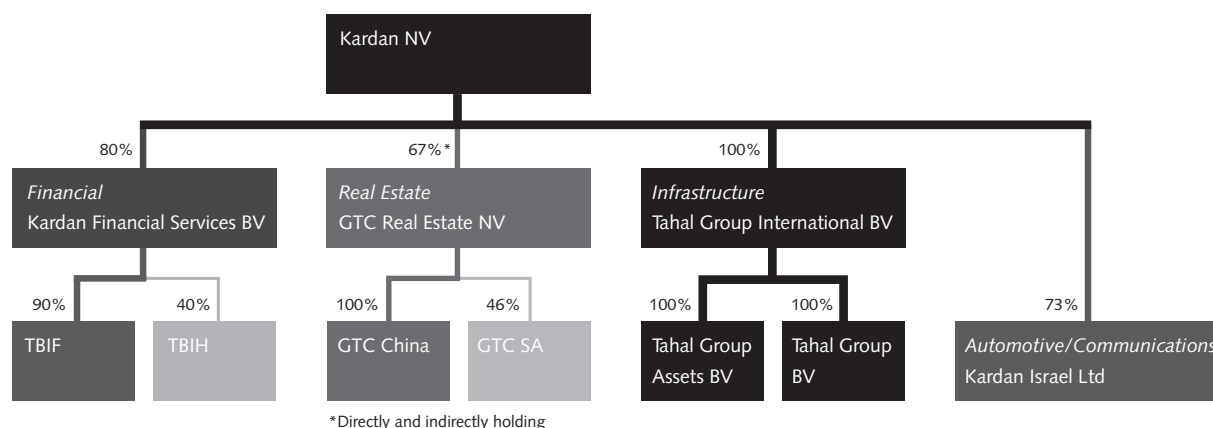 Kardan NV
80%
67%*
100%
Financial
Kardan Financial Services BV
Real Estate
GTC Real Estate NV
Infrastructure
Tahal Group International BV
90%
40%
100%
46%
100%
100%
73%
TBIF
TBIH
GTC China
GTC SA
Tahal Group
Assets BV
Tahal Group
BV
Automotive/Communications
Kardan Israel Ltd
*Directly and indirectly holding